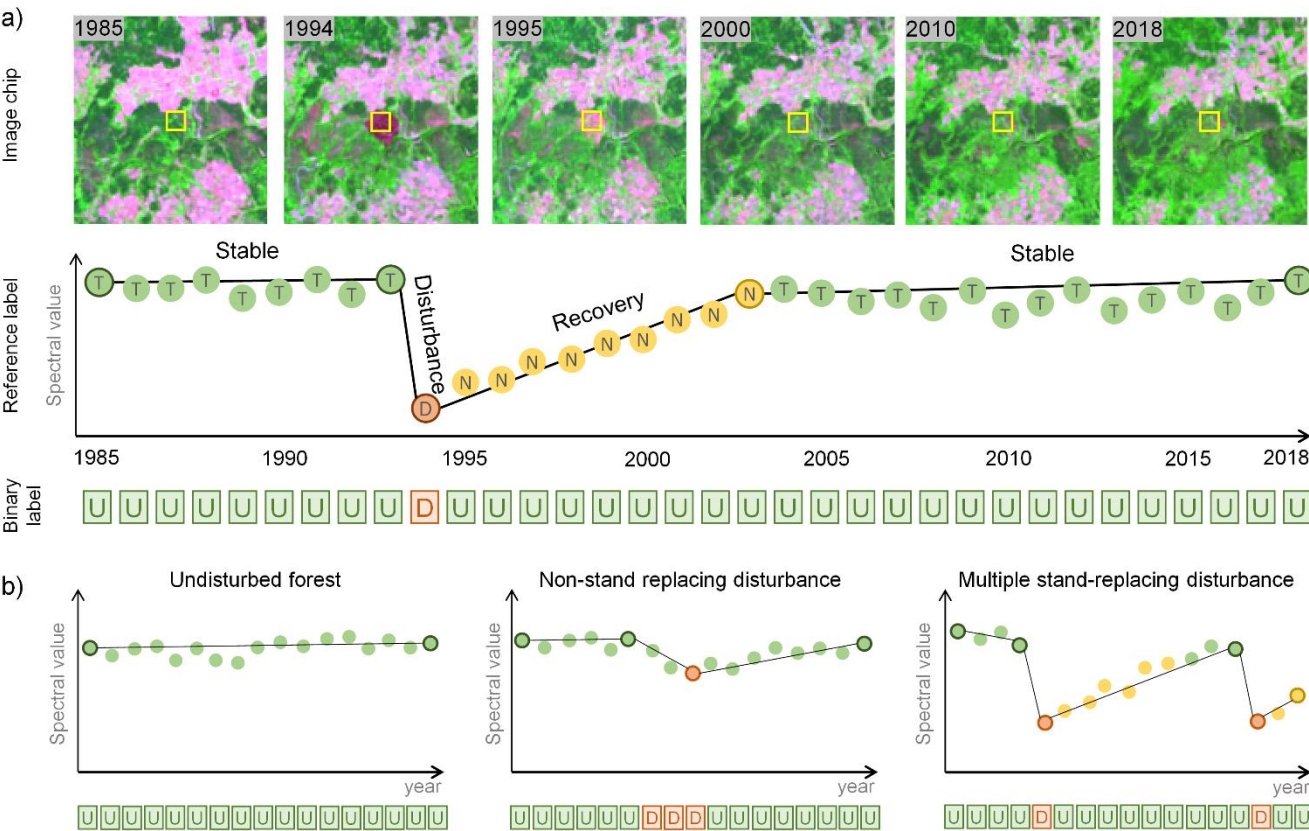 a)
Image chip
1985
1994
1995
2000
2010
2018
Reference label
Spectral value
Stable
Disturbance
Recovery
Stable
T T T T T T T T T D N N N N N N N N N T T T T T T T T T T T T T T T
1985 1990 1995 2000 2005 2010 2015 2018
Binary
label
U U U U U U U U U D U U U U U U U U U U U U U U U U U U U U U U U U
b)
Undisturbed forest
Spectral value
year
U U U U U U U U U U U U U U U U U
Non-stand replacing disturbance
Spectral value
year
U U U U U U D D D U U U U U U U U
Multiple stand-replacing disturbance
Spectral value
year
U U U U D U U U U U U U U U D U U